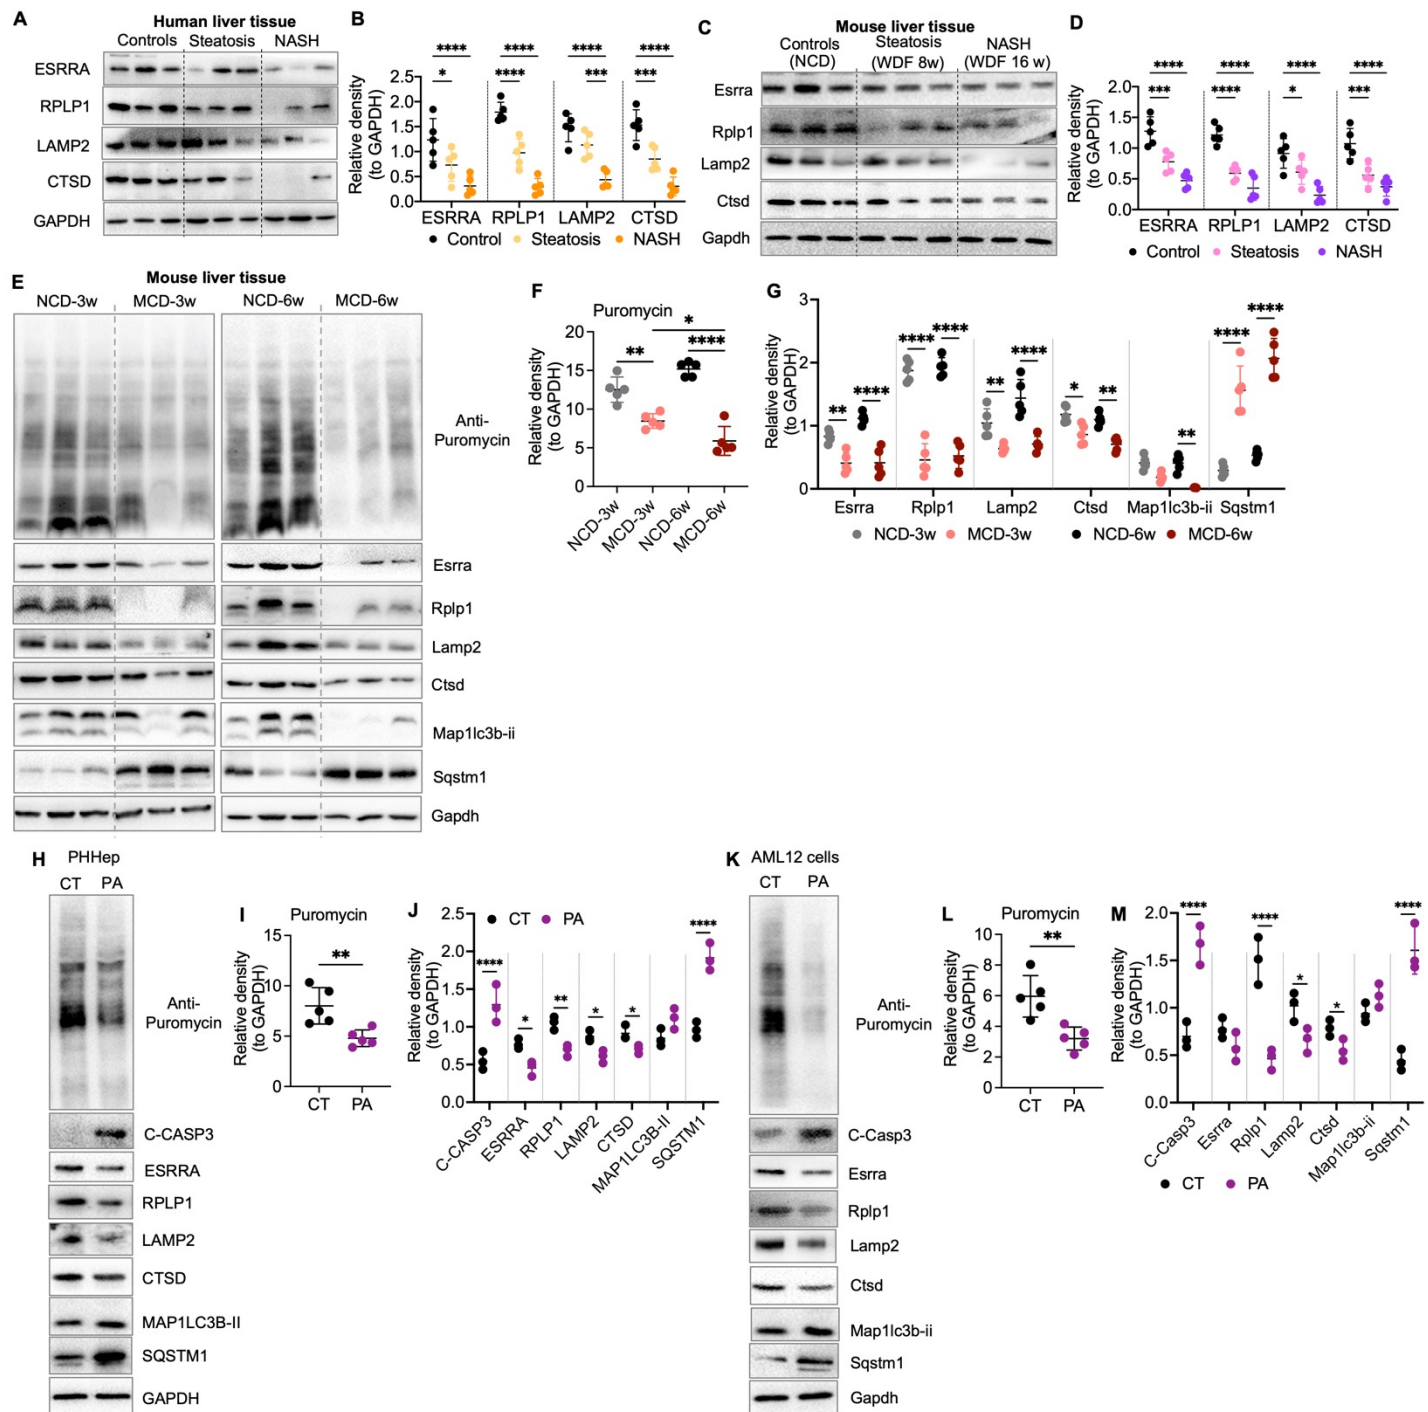 A
Human liver tissue
Controls Steatosis NASH
ESRRA
RPLP1
LAMP2
CTSD
GAPDH
B
**** **** **** ****
* **** *** ***
Relative density
(to GAPDH)
2.5
2.0
1.5
1.0
0.5
0.0
ESRRA RPLP1 LAMP2 CTSD
Control Steatosis NASH
C
Mouse liver tissue
Controls Steatosis NASH
(NCD) (WDF 8w) (WDF 16 w)
Esrra
Rplp1
Lamp2
Ctsd
Gapdh
D
**** **** **** ****
*** **** * ***
Relative density
(to GAPDH)
2.0
1.5
1.0
0.5
0.0
ESRRA RPLP1 LAMP2 CTSD
Control Steatosis NASH
E
Mouse liver tissue
NCD-3w MCD-3w NCD-6w MCD-6w
Anti-
Puromycin
Esrra
Rplp1
Lamp2
Ctsd
Map1lc3b-ii
Sqstm1
Gapdh
F
Puromycin
*
** ****
Relative density
(to GAPDH)
20
15
10
5
0
NCD-3w MCD-3w NCD-6w MCD-6w
G
Relative density
(to GAPDH)
3
2
1
0
** **** **** **** ** **** * ** ** **** ****
Esrra Rplp1 Lamp2 Ctsd Map1lc3b-ii Sqstm1
NCD-3w MCD-3w NCD-6w MCD-6w
H
PHHep
CT PA
Anti-
Puromycin
C-CASP3
ESRRA
RPLP1
LAMP2
CTSD
MAP1LC3B-II
SQSTM1
GAPDH
I
Puromycin
**
Relative density
(to GAPDH)
15
10
5
0
CT PA
J
CT PA
Relative density
(to GAPDH)
2.5
2.0
1.5
1.0
0.5
0.0
**** * ** * * ****
C-CASP3 ESRRA RPLP1 LAMP2 CTSD MAP1LC3B-II SQSTM1
K
AML12 cells
CT PA
Anti-
Puromycin
C-Casp3
Esrra
Rplp1
Lamp2
Ctsd
Map1lc3b-ii
Sqstm1
Gapdh
L
Puromycin
**
Relative density
(to GAPDH)
10
8
6
4
2
0
CT PA
M
Relative density
(to GAPDH)
2.0
1.5
1.0
0.5
0.0
**** **** * * ****
C-Casp3 Esrra Rplp1 Lamp2 Ctsd Map1lc3b-ii Sqstm1
CT PA